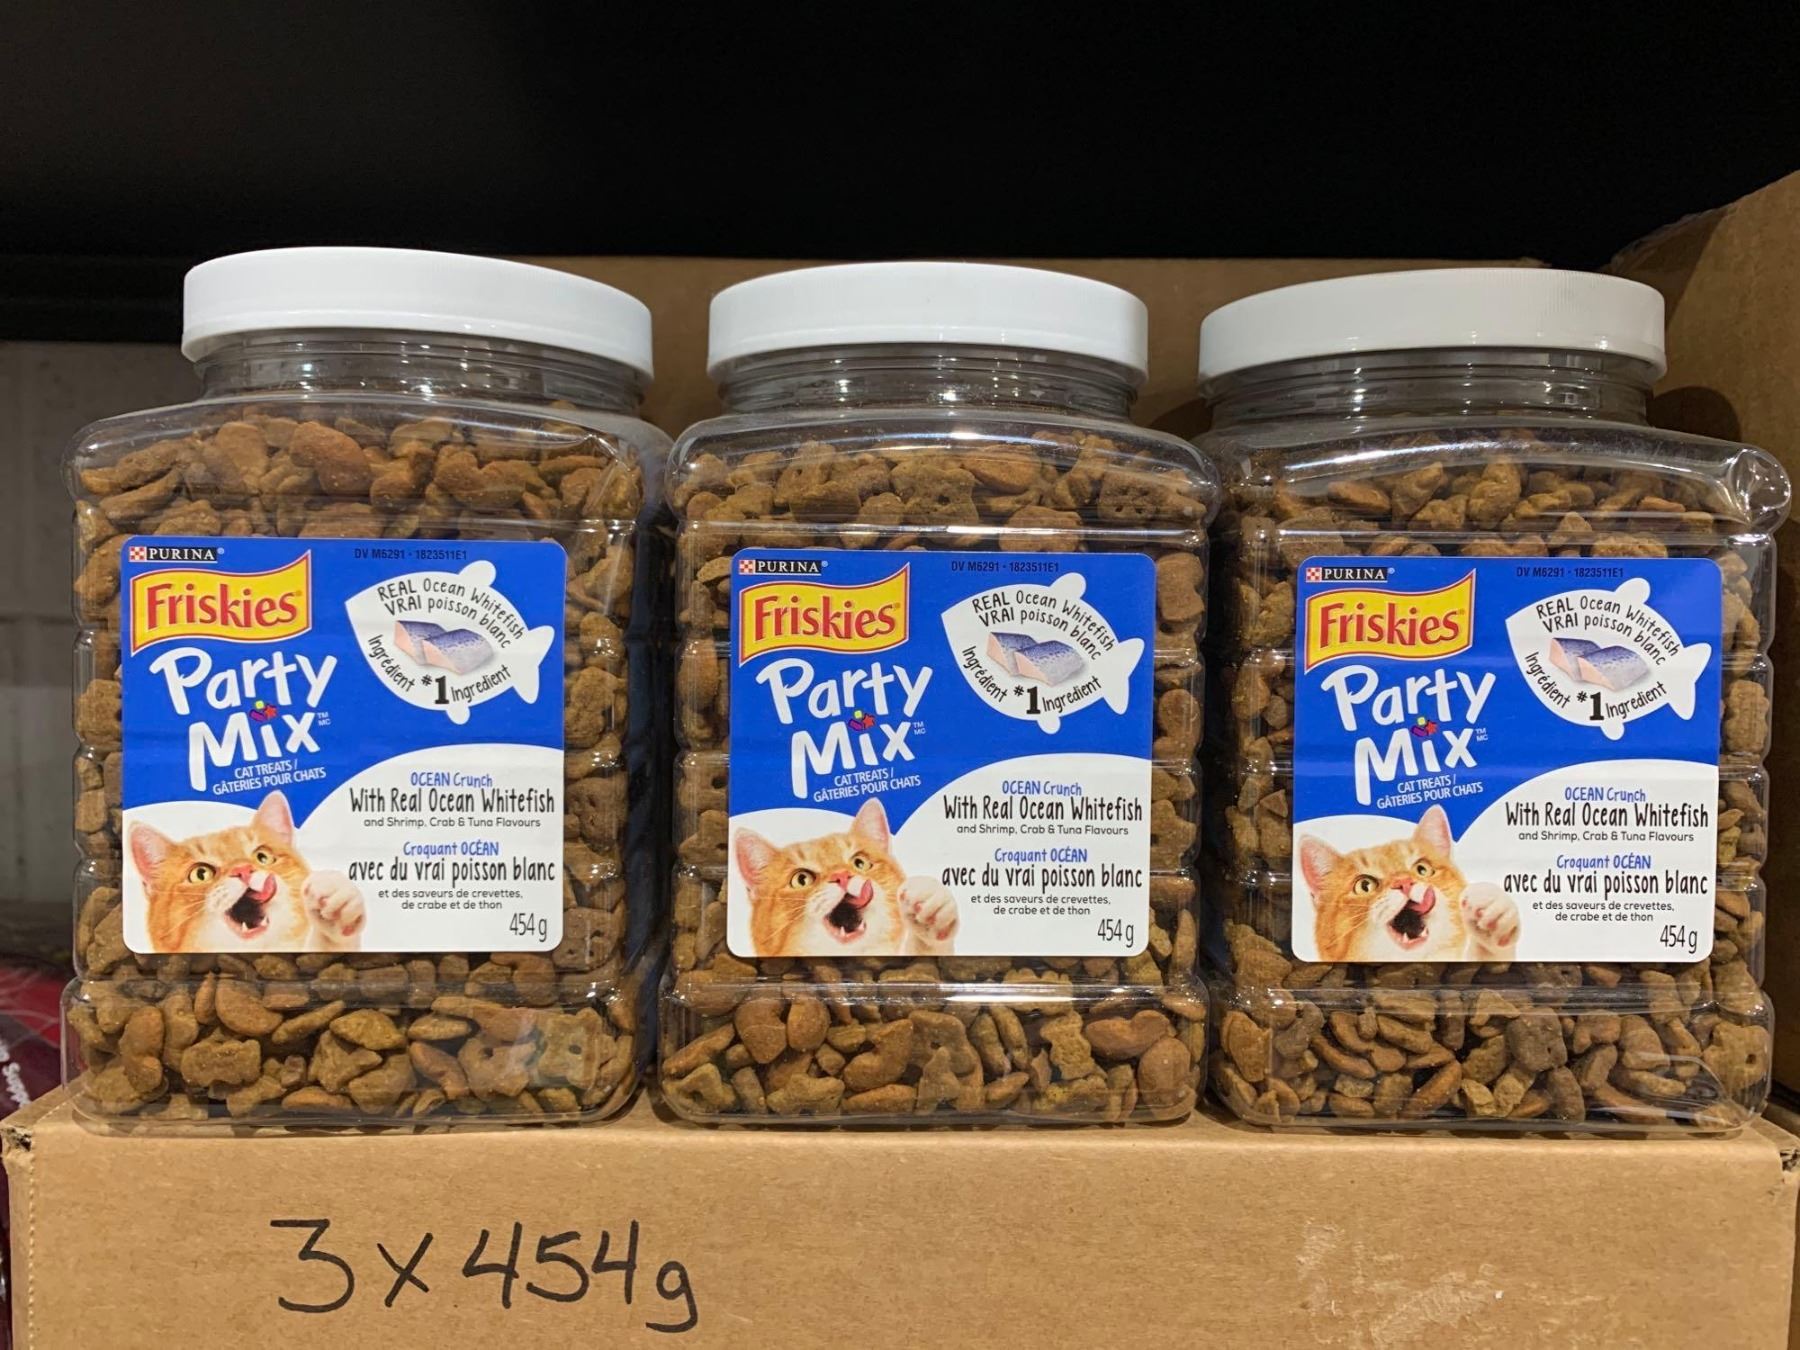 PURINA®
DV M6291 - 1823511E1
Friskies®
Party
Mix™ MC
CAT TREATS /
GÂTERIES POUR CHATS
REAL Ocean Whitefish
VRAI poisson blanc
Ingrédient #1 Ingredient
OCEAN Crunch
With Real Ocean Whitefish
and Shrimp, Crab & Tuna Flavours
Croquant OCÉAN
avec du vrai poisson blanc
et des saveurs de crevettes,
de crabe et de thon
454 g
PURINA®
DV M6291 - 1823511E1
Friskies®
Party
Mix™ MC
CAT TREATS /
GÂTERIES POUR CHATS
REAL Ocean Whitefish
VRAI poisson blanc
Ingrédient #1 Ingredient
OCEAN Crunch
With Real Ocean Whitefish
and Shrimp, Crab & Tuna Flavours
Croquant OCÉAN
avec du vrai poisson blanc
et des saveurs de crevettes,
de crabe et de thon
454 g
PURINA®
DV M6291 - 1823511E1
Friskies®
Party
Mix™ MC
CAT TREATS /
GÂTERIES POUR CHATS
REAL Ocean Whitefish
VRAI poisson blanc
Ingrédient #1 Ingredient
OCEAN Crunch
With Real Ocean Whitefish
and Shrimp, Crab & Tuna Flavours
Croquant OCÉAN
avec du vrai poisson blanc
et des saveurs de crevettes,
de crabe et de thon
454 g
3 x 454g